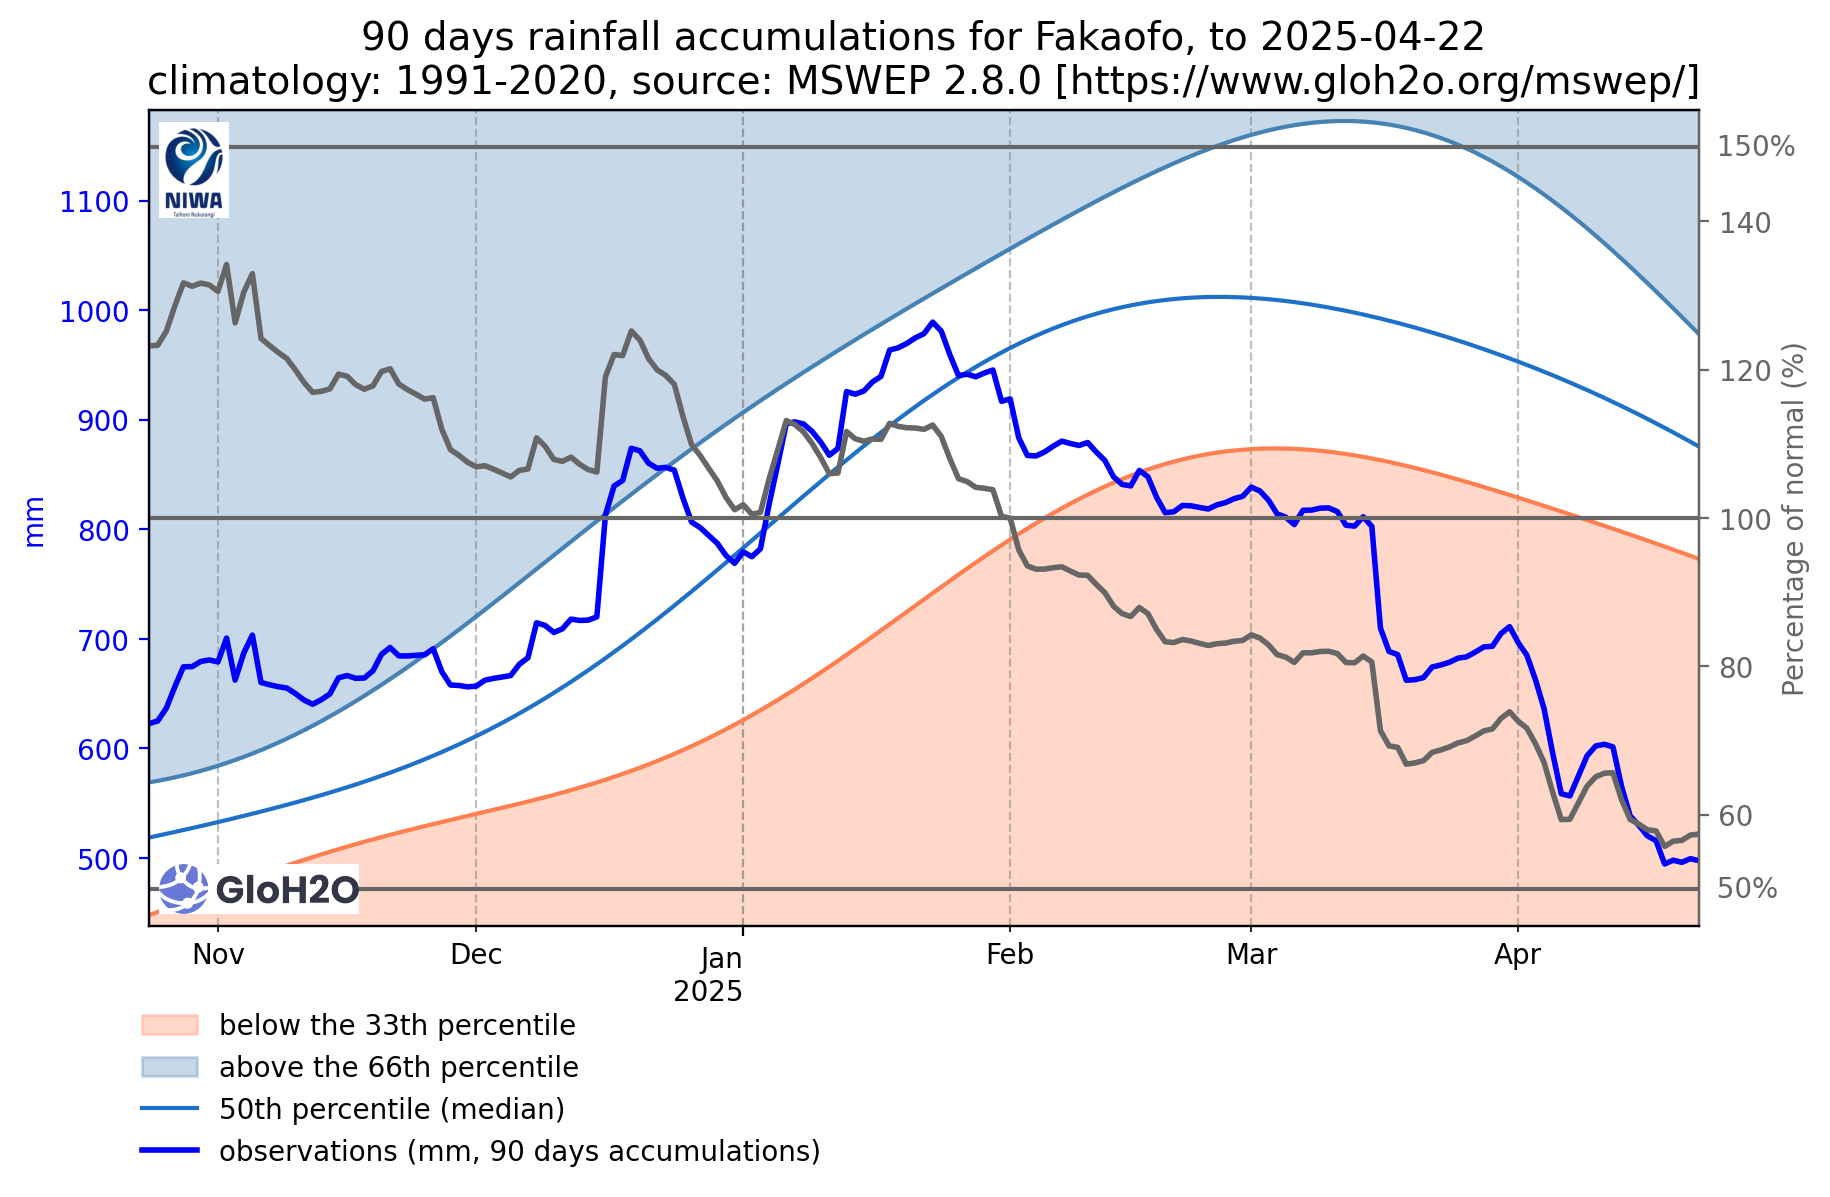 90 days rainfall accumulations for Fakaofo, to 2025-04-22
climatology: 1991-2020, source: MSWEP 2.8.0 [https://www.gloh2o.org/mswep/]
NIWA
Taihoro Nukurangi
150%
1100
140
1000
120
900
mm
800
100
Percentage of normal (%)
700
80
600
60
500
GloH2O
50%
Nov
Dec
Jan
2025
Feb
Mar
Apr
below the 33th percentile
above the 66th percentile
50th percentile (median)
observations (mm, 90 days accumulations)